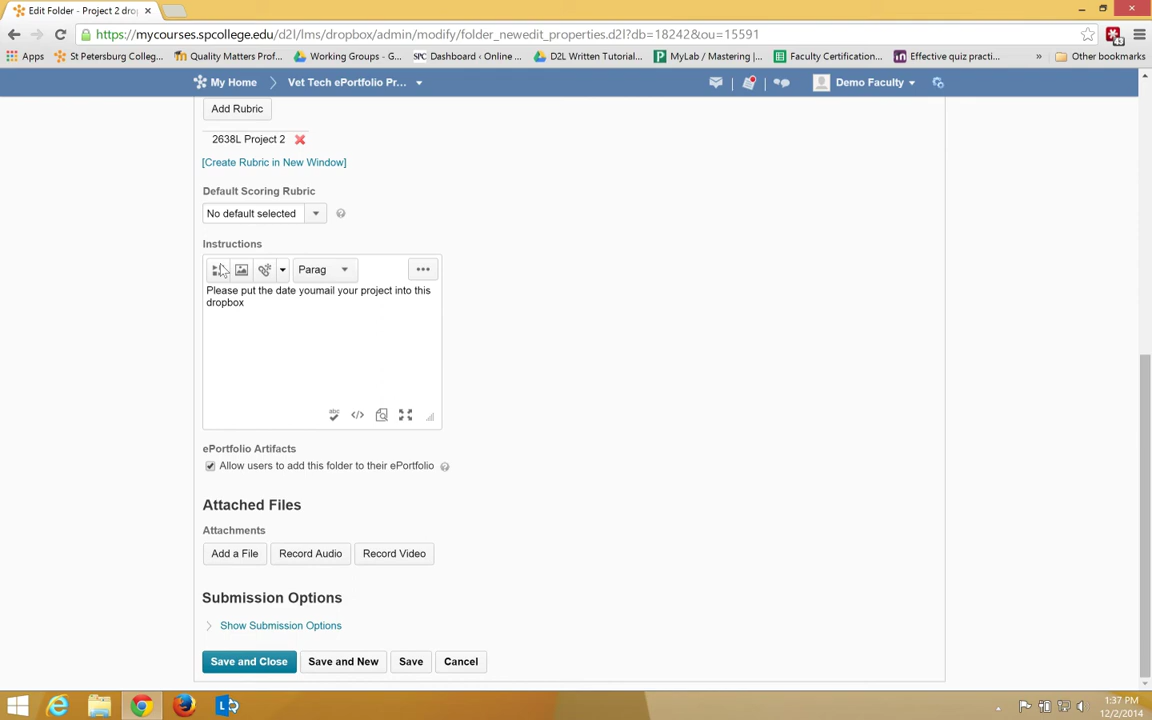 Edit Folder - Project 2 dro
https://mycourses.spcollege.edu/d2l/lms/dropbox/admin/modify/folder_newedit_properties.d2l?db=18242&ou=15591
Apps St Petersburg Colleg... Quality Matters Prof... Working Groups - G... SPC Dashboard ‹ Online ... D2L Written Tutorial... P MyLab / Mastering |... Faculty Certification... in Effective quiz practi... » Other bookmarks
My Home Vet Tech ePortfolio Pr... Demo Faculty
Add Rubric
2638L Project 2
[Create Rubric in New Window]
Default Scoring Rubric
No default selected
Instructions
Parag
Please put the date youmail your project into this
dropbox
abc
ePortfolio Artifacts
Allow users to add this folder to their ePortfolio
Attached Files
Attachments
Add a File Record Audio Record Video
Submission Options
Show Submission Options
Save and Close Save and New Save Cancel
1:37 PM
12/2/2014